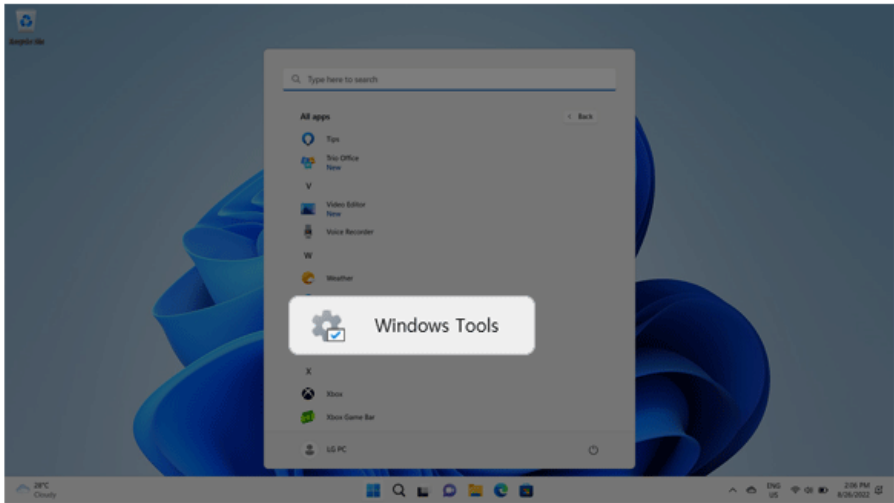 Recycle Bin
Type here to search
All apps
Back
Tips
Trio Office
New
V
Video Editor
New
Voice Recorder
W
Weather
Windows Tools
X
Xbox
Xbox Game Bar
LG PC
28°C
Cloudy
ENG
US
2:06 PM
8/26/2022